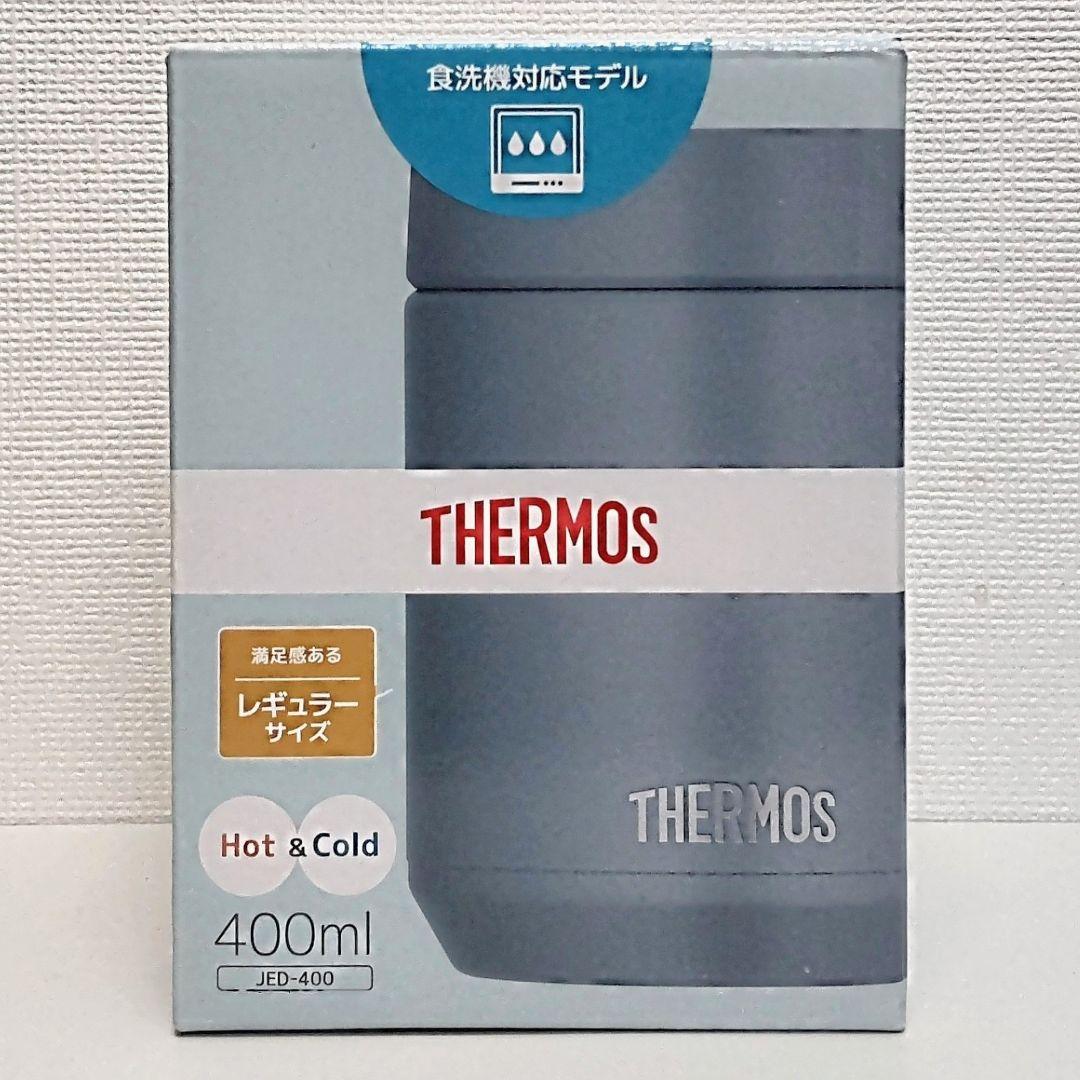 食洗機対応モデル
THERMOS
満足感ある
レギュラー
サイズ
THERMOS
Hot & Cold
400ml
JED-400